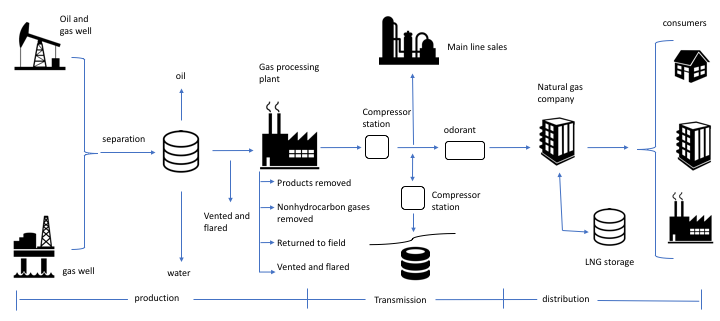 Oil and
gas well
consumers
Main line sales
Gas processing
plant
oil
Natural gas
company
Compressor
station
odorant
separation
Products removed
Compressor
station
Nonhydrocarbon gases
removed
Vented and
flared
Returned to field
Vented and flared
gas well
water
LNG storage
production
Transmission
distribution